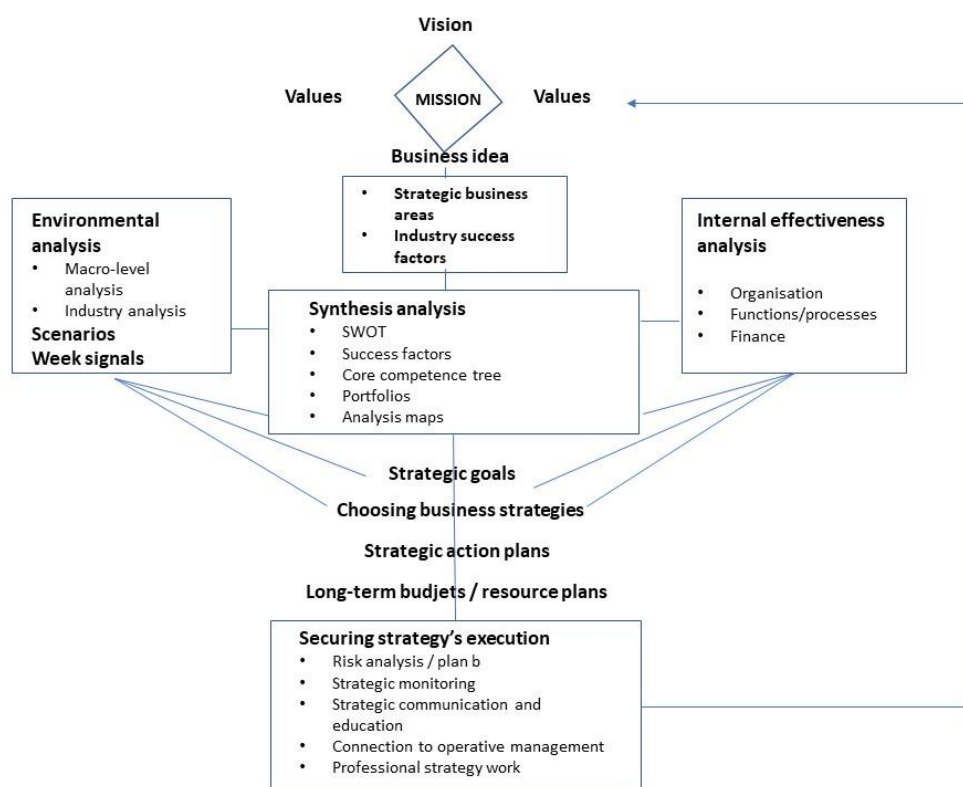 Vision
Values
MISSION
Values
Business idea
• Strategic business
areas
• Industry success
factors
Environmental
analysis
• Macro-level
analysis
• Industry analysis
Scenarios
Week signals
Internal effectiveness
analysis
• Organisation
• Functions/processes
• Finance
Synthesis analysis
• SWOT
• Success factors
• Core competence tree
• Portfolios
• Analysis maps
Strategic goals
Choosing business strategies
Strategic action plans
Long-term budjets / resource plans
Securing strategy's execution
• Risk analysis / plan b
• Strategic monitoring
• Strategic communication and
education
• Connection to operative management
• Professional strategy work